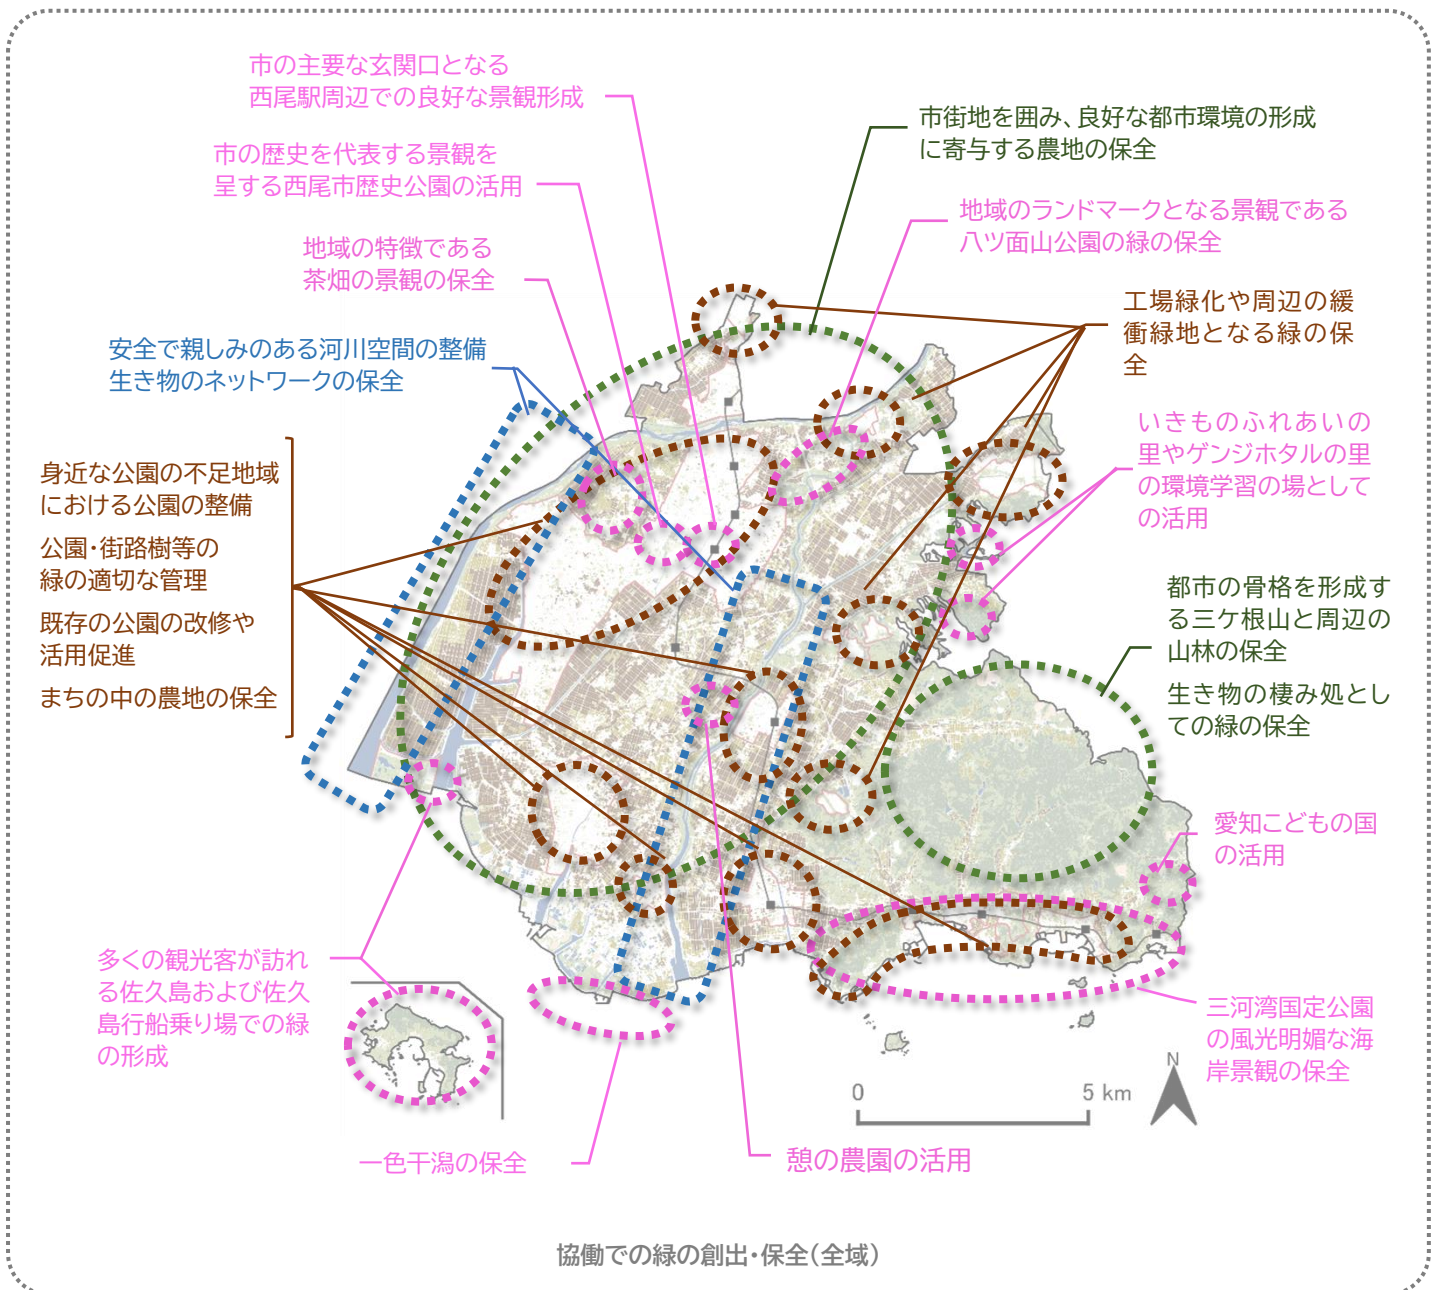 市の主要な玄関口となる
西尾駅周辺での良好な景観形成
市の歴史を代表する景観を
呈する西尾市歴史公園の活用
地域の特徴である
茶畑の景観の保全
安全で親しみのある河川空間の整備
生き物のネットワークの保全
身近な公園の不足地域
における公園の整備
公園・街路樹等の
緑の適切な管理
既存の公園の改修や
活用促進
まちの中の農地の保全
市街地を囲み、良好な都市環境の形成
に寄与する農地の保全
地域のランドマークとなる景観である
八ツ面山公園の緑の保全
工場緑化や周辺の緩
衝緑地となる緑の保
全
いきものふれあいの
里やゲンジホタルの里
の環境学習の場として
の活用
都市の骨格を形成す
る三ケ根山と周辺の
山林の保全
生き物の棲み処とし
ての緑の保全
愛知こどもの国
の活用
三河湾国定公園
の風光明媚な海
岸景観の保全
多くの観光客が訪れ
る佐久島および佐久
島行船乗り場での緑
の形成
一色干潟の保全
憩の農園の活用
0 5 km
N
協働での緑の創出・保全（全域）